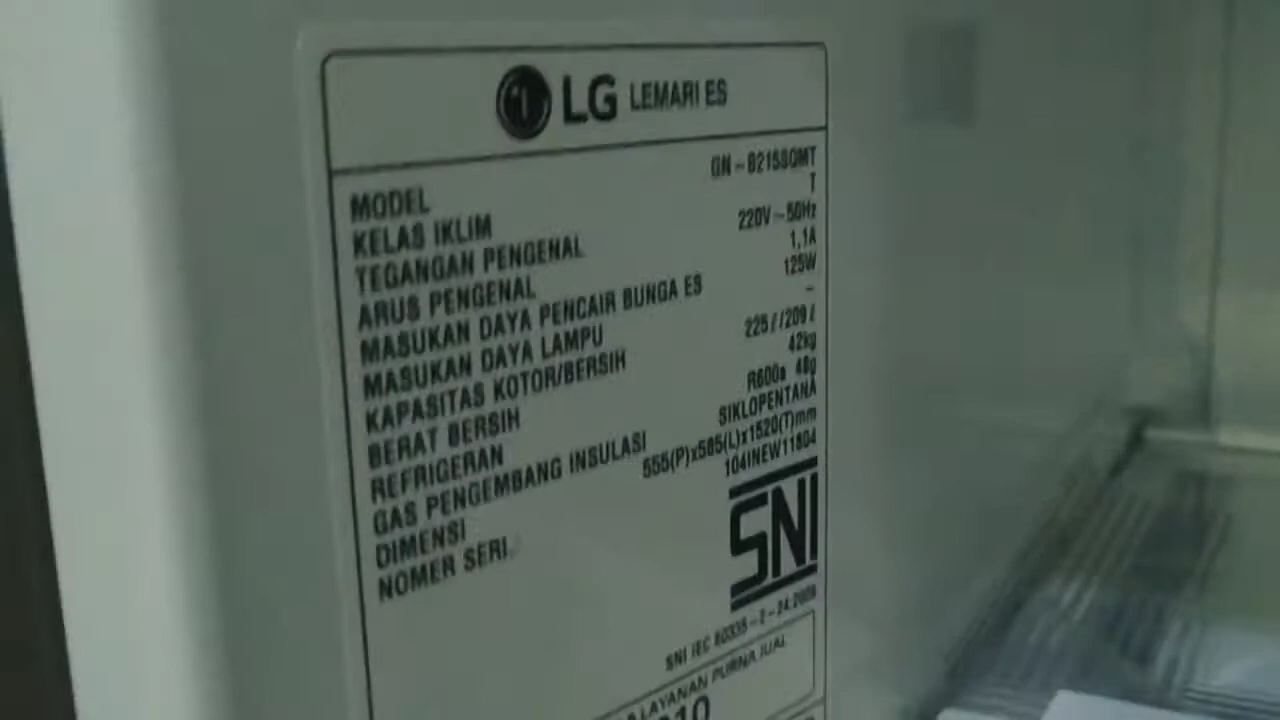 LG LEMARI ES
MODEL GN-B215SQMT
KELAS IKLIM T
TEGANGAN PENGENAL 220V~50Hz
ARUS PENGENAL 1,1A
MASUKAN DAYA PENCAIR BUNGA ES 125W
MASUKAN DAYA LAMPU -
KAPASITAS KOTOR/BERSIH 225ℓ/209ℓ
BERAT BERSIH 42kg
REFRIGERAN R600a 48g
GAS PENGEMBANG INSULASI SIKLOPENTANA
DIMENSI 555(P)x585(L)x1520(T)mm
NOMER SERI 104INEW11804
SNI
SNI IEC 60335-2-24:2009
LAYANAN PURNA JUAL